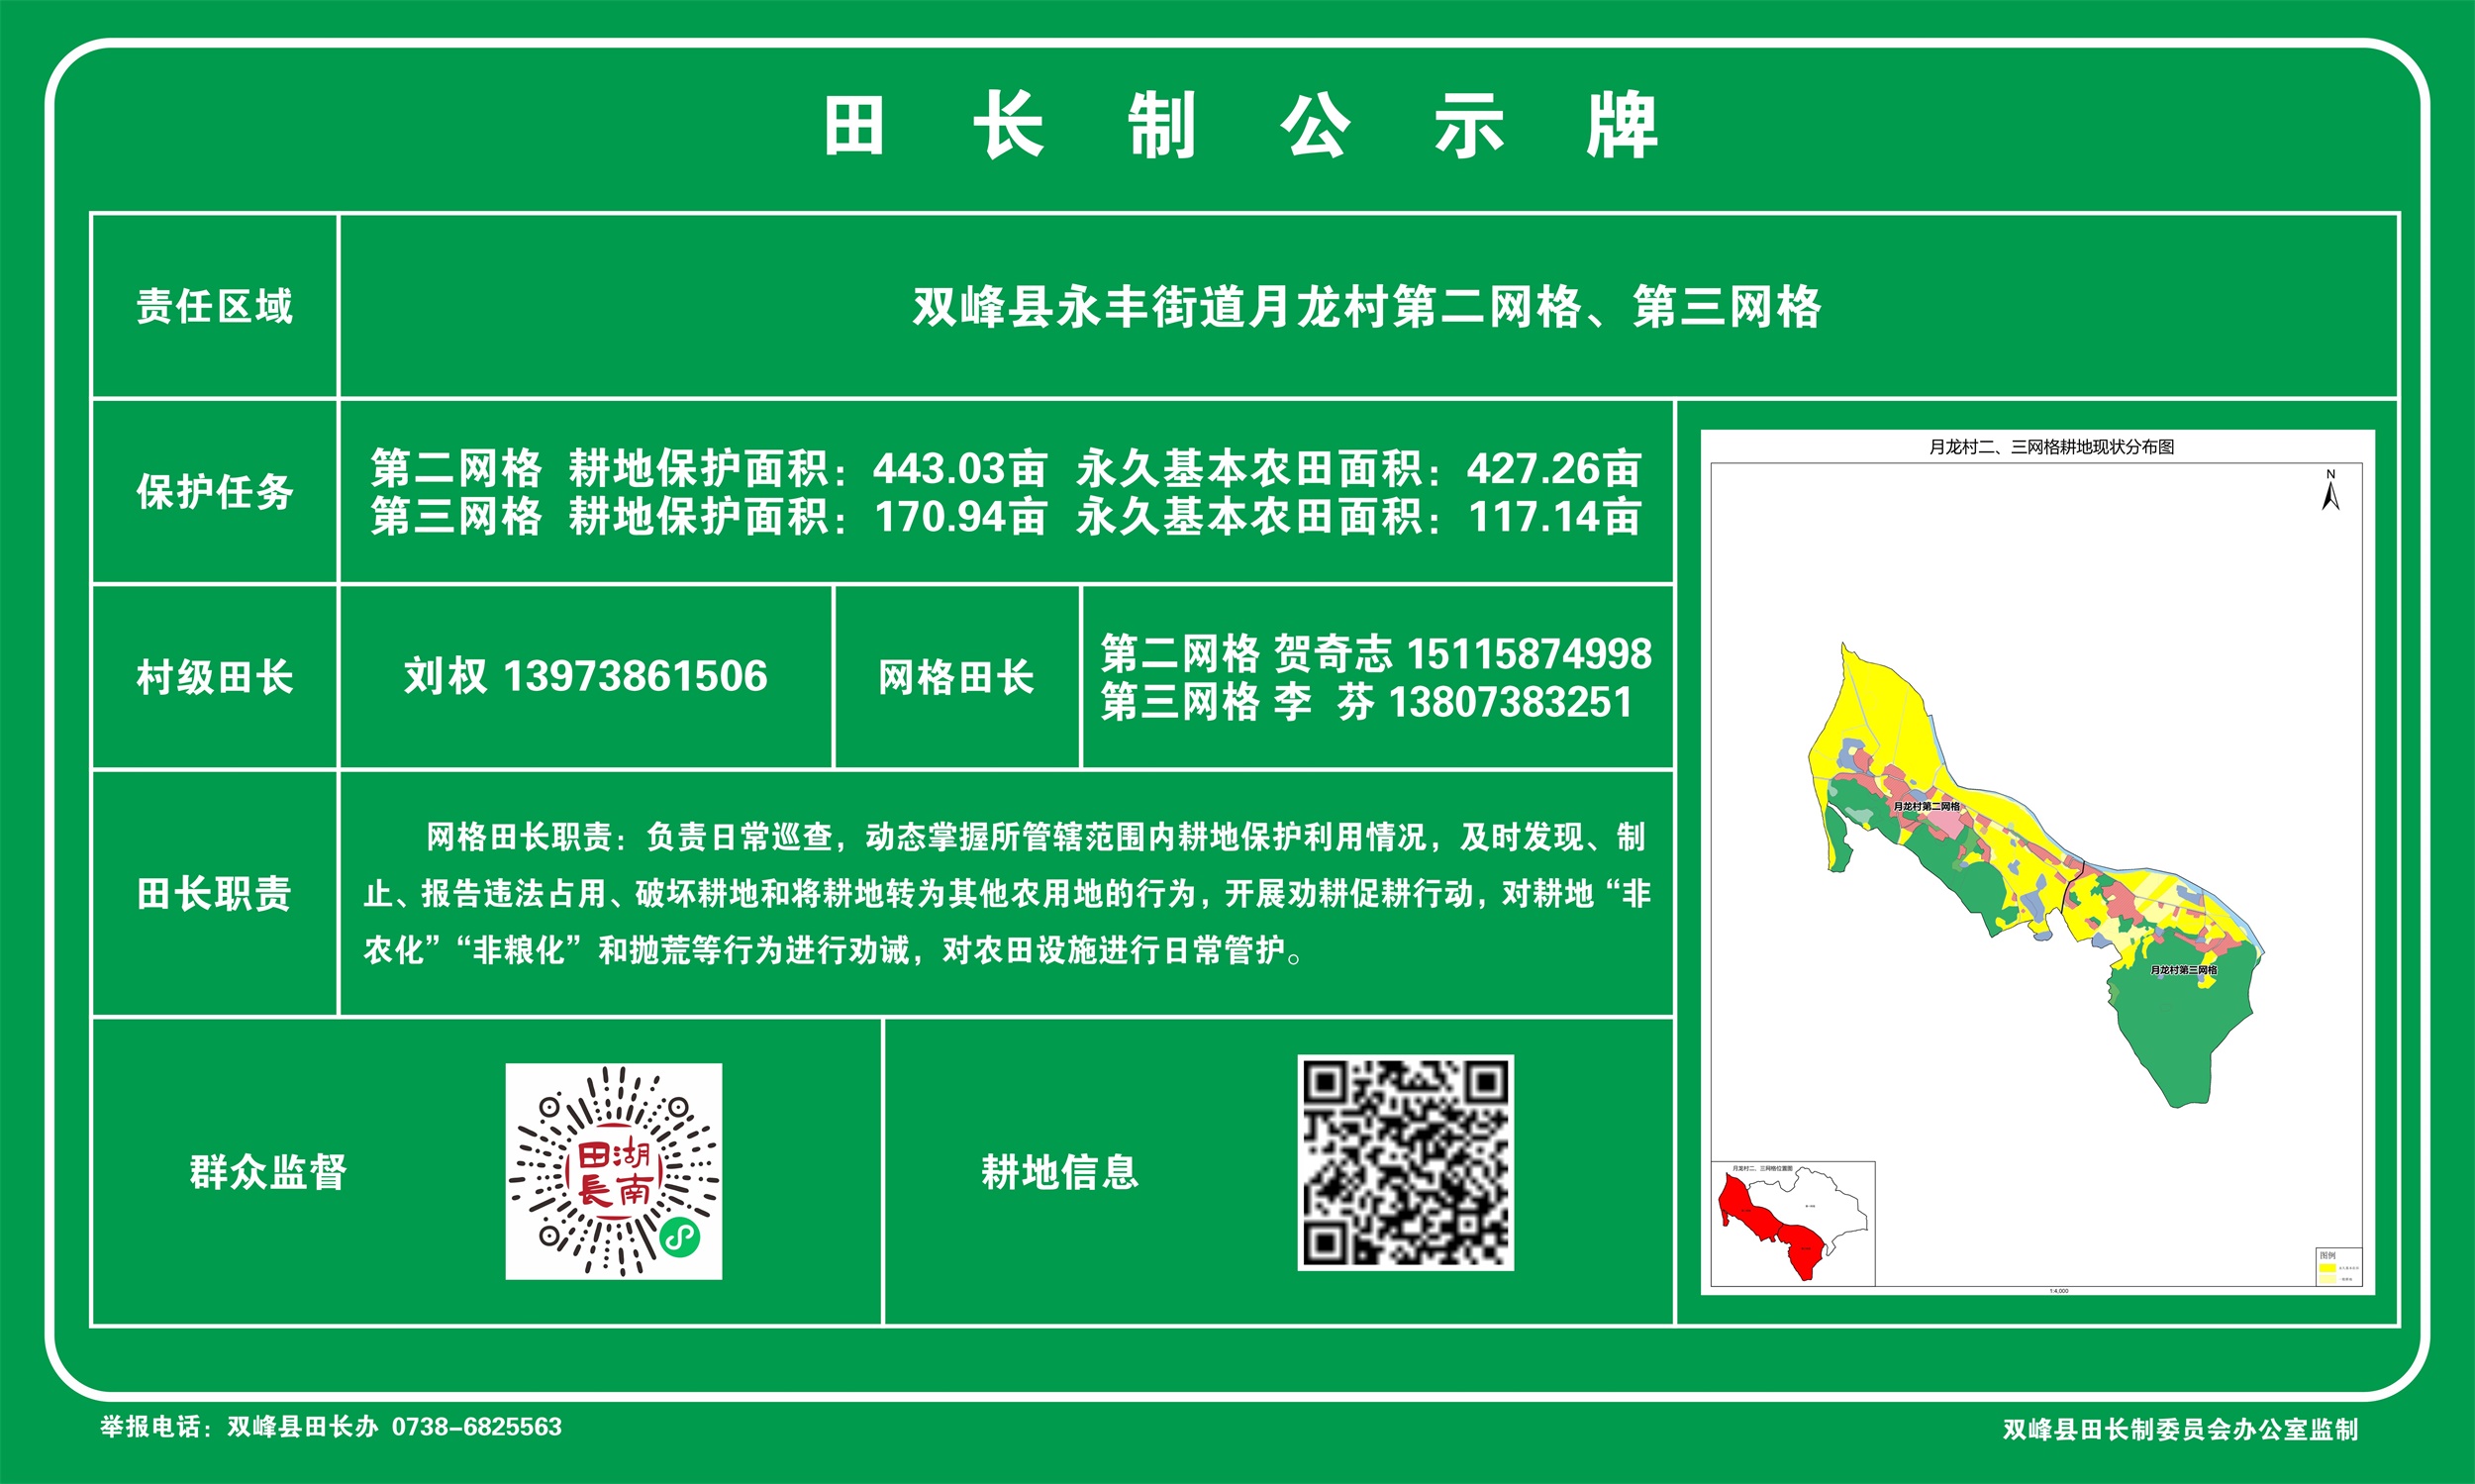 田长制公示牌
责任区域
双峰县永丰街道月龙村第二网格、第三网格
保护任务
第二网格 耕地保护面积：443.03亩 永久基本农田面积：427.26亩
第三网格 耕地保护面积：170.94亩 永久基本农田面积：117.14亩
村级田长
刘权 13973861506
网格田长
第二网格 贺奇志 15115874998
第三网格 李 芬 13807383251
田长职责
网格田长职责：负责日常巡查，动态掌握所管辖范围内耕地保护利用情况，及时发现、制
止、报告违法占用、破坏耕地和将耕地转为其他农用地的行为，开展劝耕促耕行动，对耕地“非
农化”“非粮化”和抛荒等行为进行劝诫，对农田设施进行日常管护。
群众监督
田湖
長南
耕地信息
月龙村二、三网格耕地现状分布图
N
月龙村第二网格
月龙村第三网格
月龙村二、三网格位置图
图例
1:4,000
举报电话：双峰县田长办 0738-6825563
双峰县田长制委员会办公室监制